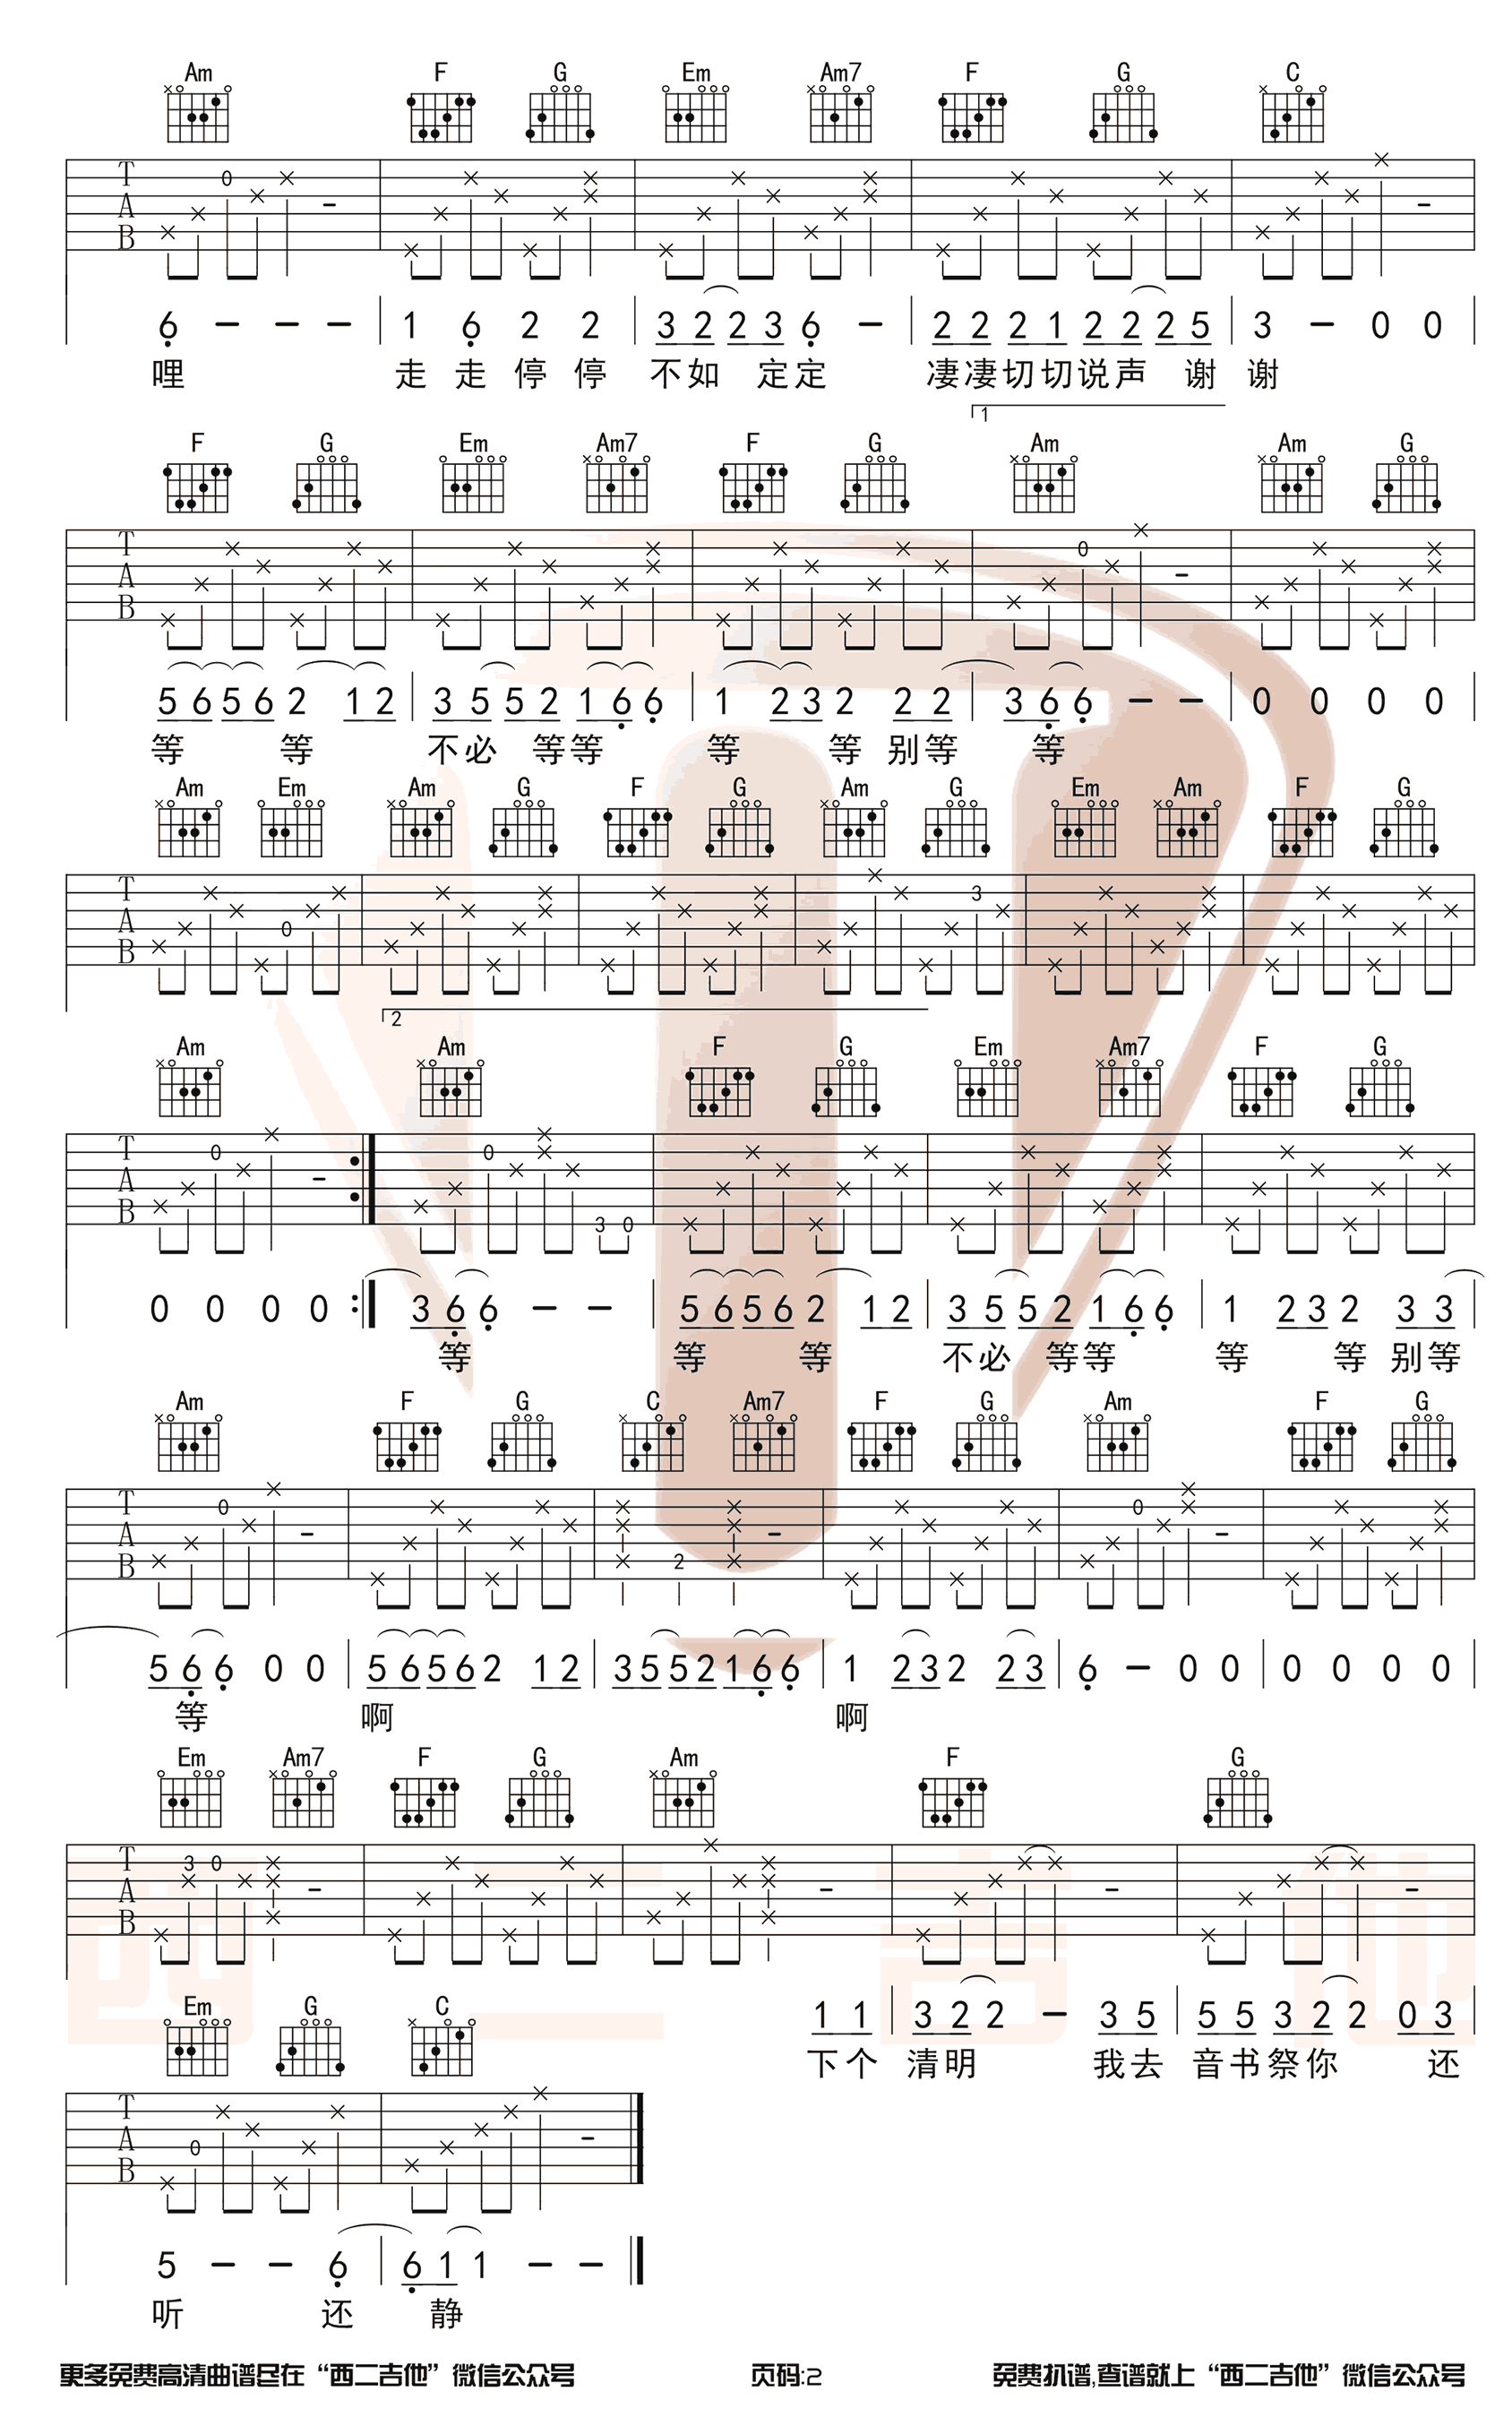 Am F G Em Am7 F G C
T A B 0
6 - - - 1 6 2 2 3 2 2 3 6 - 2 2 2 1 2 2 2 5 3 - 0 0
哩 走 走 停 停 不如 定定 凄凄切切说声 谢 谢
1
F G Em Am7 F G Am Am G
T A B 0
5 6 5 6 2 1 2 3 5 5 2 1 6 6 1 2 3 2 2 2 3 6 6 - - 0 0 0 0
等 等 不必 等等 等 等 别等 等
Am Em Am G F G Am G Em Am F G
T A B 0 3
2
Am Am F G Em Am7 F G
T A B 0 0 3 0
0 0 0 0 3 6 6 - - 5 6 5 6 2 1 2 3 5 5 2 1 6 6 1 2 3 2 3 3
等 等 等 不必 等等 等 等 别等
Am F G C Am7 F G Am F G
T A B 0 2 0
5 6 6 0 0 5 6 5 6 2 1 2 3 5 5 2 1 6 6 1 2 3 2 2 3 6 - 0 0 0 0 0 0
等 啊 啊
Em Am7 F G Am F G
T A B 3 0
1 1 3 2 2 - 3 5 5 5 3 2 2 0 3
下个 清明 我去 音书祭你 还
Em G C
T A B 0
5 - - 6 6 1 1 - -
听 还 静
更多免费高清曲谱尽在“西二吉他”微信公众号 页码:2 免费扒谱,查谱就上“西二吉他”微信公众号
西二吉他